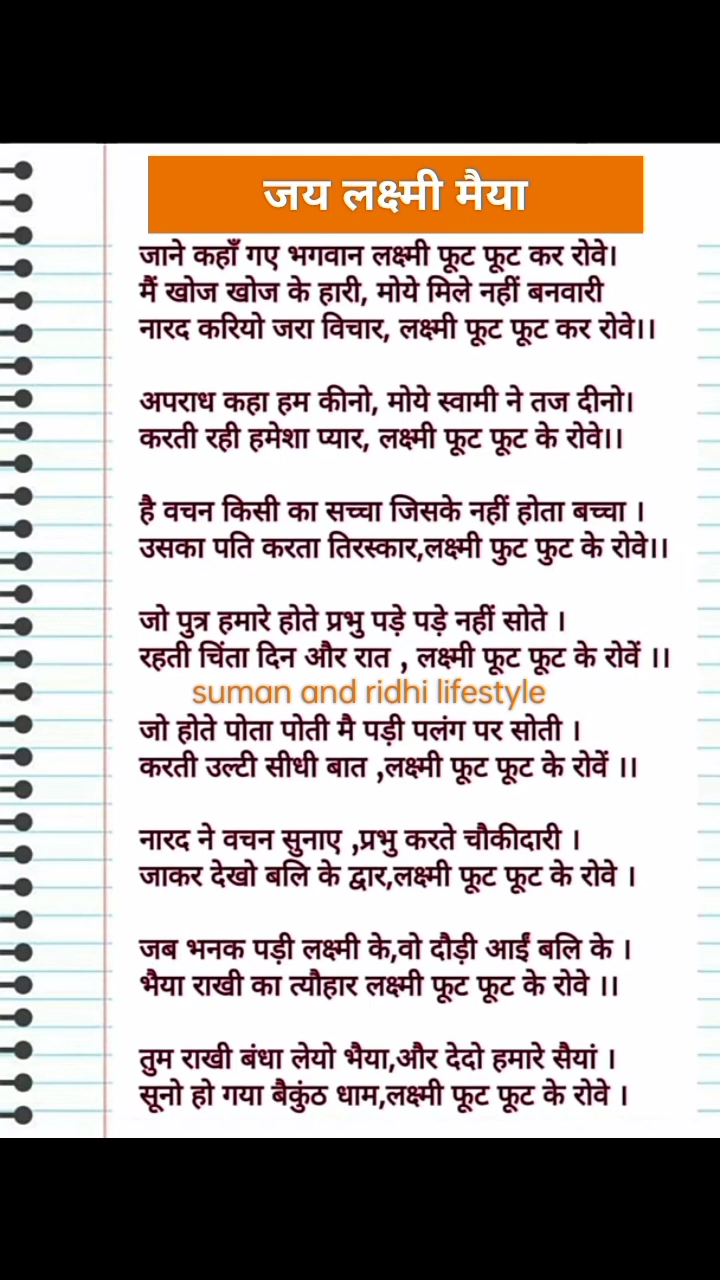 जय लक्ष्मी मैया
जाने कहाँ गए भगवान लक्ष्मी फूट फूट कर रोवे।
मैं खोज खोज के हारी, मोये मिले नहीं बनवारी
नारद करियो जरा विचार, लक्ष्मी फूट फूट कर रोवे।।
अपराध कहा हम कीनो, मोये स्वामी ने तज दीनो।
करती रही हमेशा प्यार, लक्ष्मी फूट फूट के रोवे।।
है वचन किसी का सच्चा जिसके नहीं होता बच्चा ।
उसका पति करता तिरस्कार,लक्ष्मी फुट फुट के रोवे।।
जो पुत्र हमारे होते प्रभु पड़े पड़े नहीं सोते ।
रहती चिंता दिन और रात , लक्ष्मी फूट फूट के रोवें ।।
suman and ridhi lifestyle
जो होते पोता पोती मै पड़ी पलंग पर सोती ।
करती उल्टी सीधी बात ,लक्ष्मी फूट फूट के रोवें ।।
नारद ने वचन सुनाए ,प्रभु करते चौकीदारी ।
जाकर देखो बलि के द्वार,लक्ष्मी फूट फूट के रोवे ।
जब भनक पड़ी लक्ष्मी के,वो दौड़ी आईं बलि के ।
भैया राखी का त्यौहार लक्ष्मी फूट फूट के रोवे ।।
तुम राखी बंधा लेयो भैया,और देदो हमारे सैयां ।
सूनो हो गया बैकुंठ धाम,लक्ष्मी फूट फूट के रोवे ।